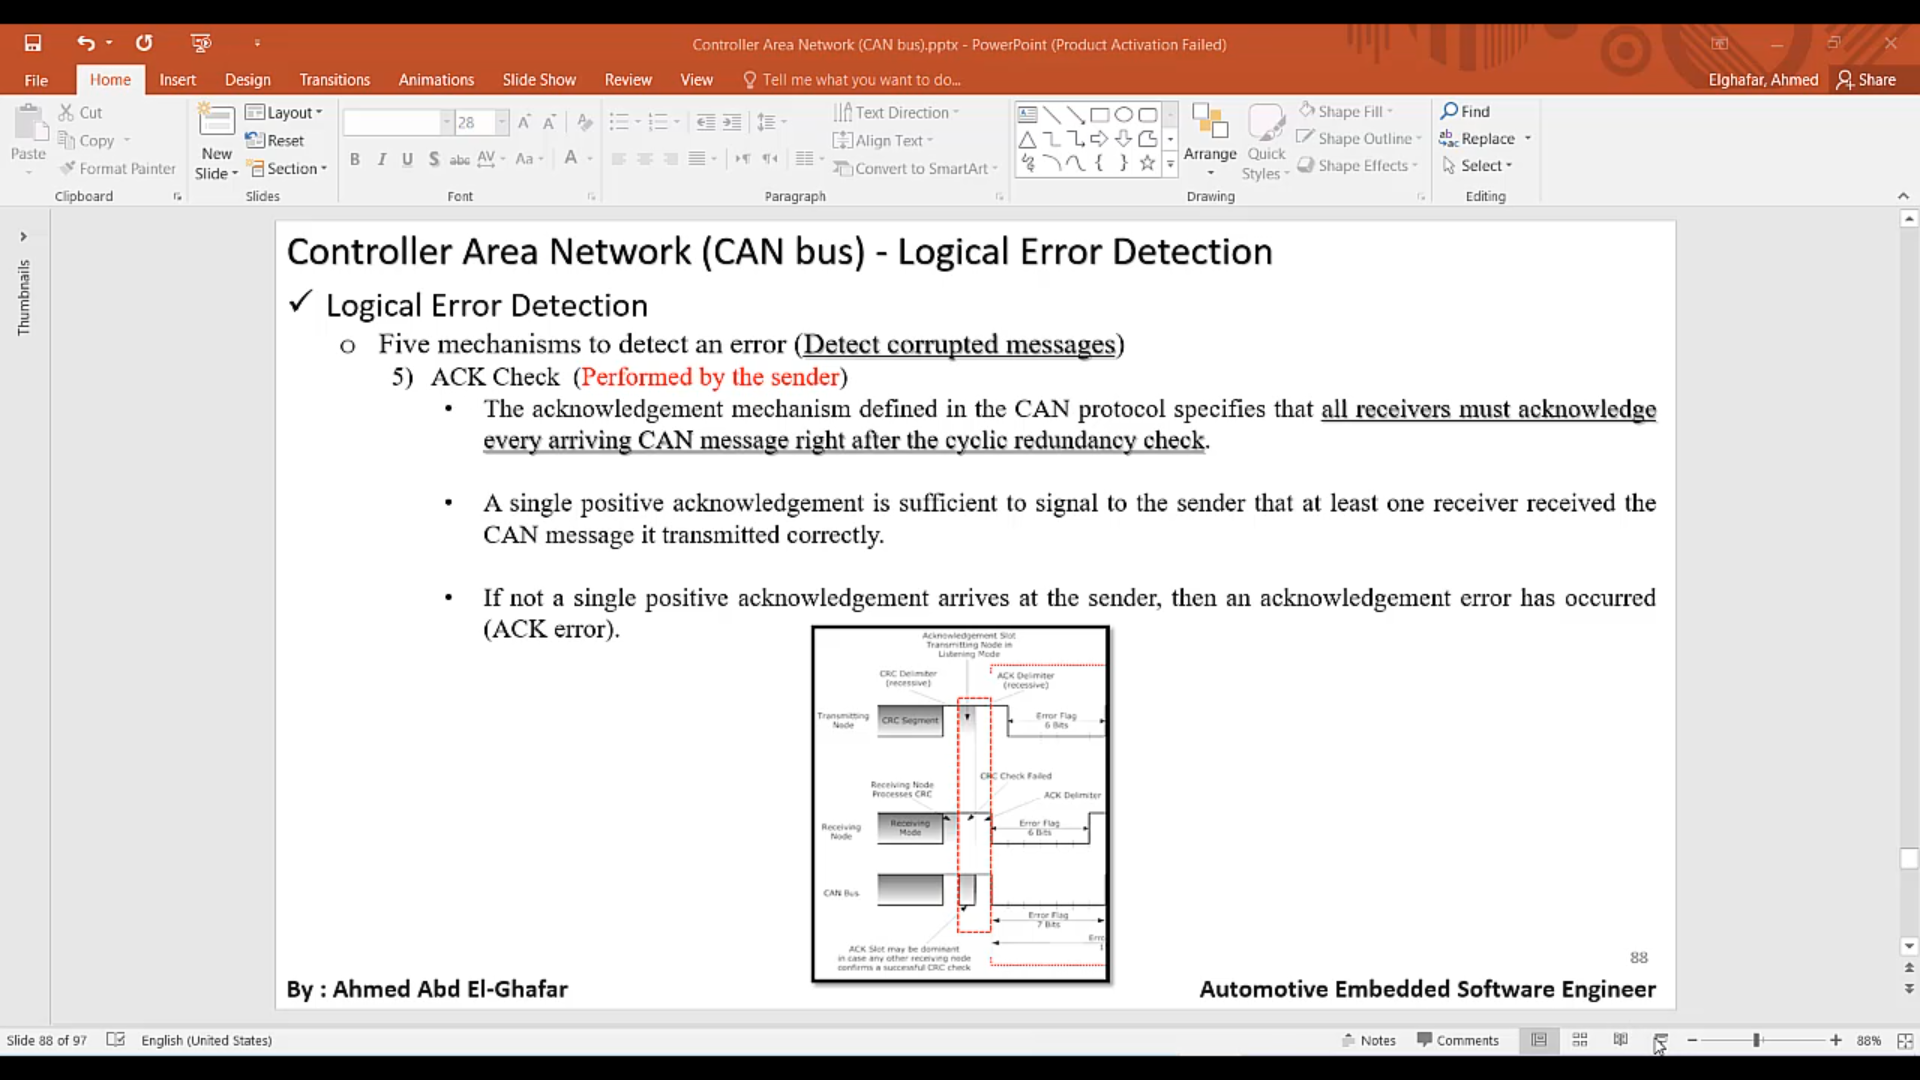 Controller Area Network (CAN bus).pptx - PowerPoint (Product Activation Failed)
File Home Insert Design Transitions Animations Slide Show Review View Tell me what you want to do... Elghafar, Ahmed Share
Paste
Cut
Copy
Format Painter
Clipboard
New
Slide
Layout
Reset
Section
Slides
28
B I U S abc AV Aa A
Font
Paragraph
Text Direction
Align Text
Convert to SmartArt
Arrange
Quick
Styles
Shape Fill
Shape Outline
Shape Effects
Drawing
Find
Replace
Select
Editing
Thumbnails
Controller Area Network (CAN bus) - Logical Error Detection
✓ Logical Error Detection
o Five mechanisms to detect an error (Detect corrupted messages)
5) ACK Check (Performed by the sender)
• The acknowledgement mechanism defined in the CAN protocol specifies that all receivers must acknowledge
every arriving CAN message right after the cyclic redundancy check.
• A single positive acknowledgement is sufficient to signal to the sender that at least one receiver received the
CAN message it transmitted correctly.
• If not a single positive acknowledgement arrives at the sender, then an acknowledgement error has occurred
(ACK error).
Acknowledgement Slot
Transmitting Node in
Listening Mode
CRC Delimiter
(recessive)
ACK Delimiter
(recessive)
Transmitting
Node
CRC Segment
Error Flag
6 Bits
CRC Check Failed
Receiving Node
Processes CRC
ACK Delimiter
Receiving
Node
Receiving
Mode
Error Flag
6 Bits
CAN Bus
Error Flag
7 Bits
Erro
1
ACK Slot may be dominant
in case any other receiving node
confirms a successful CRC check
88
By : Ahmed Abd El-Ghafar
Automotive Embedded Software Engineer
Slide 88 of 97 English (United States) Notes Comments 88%